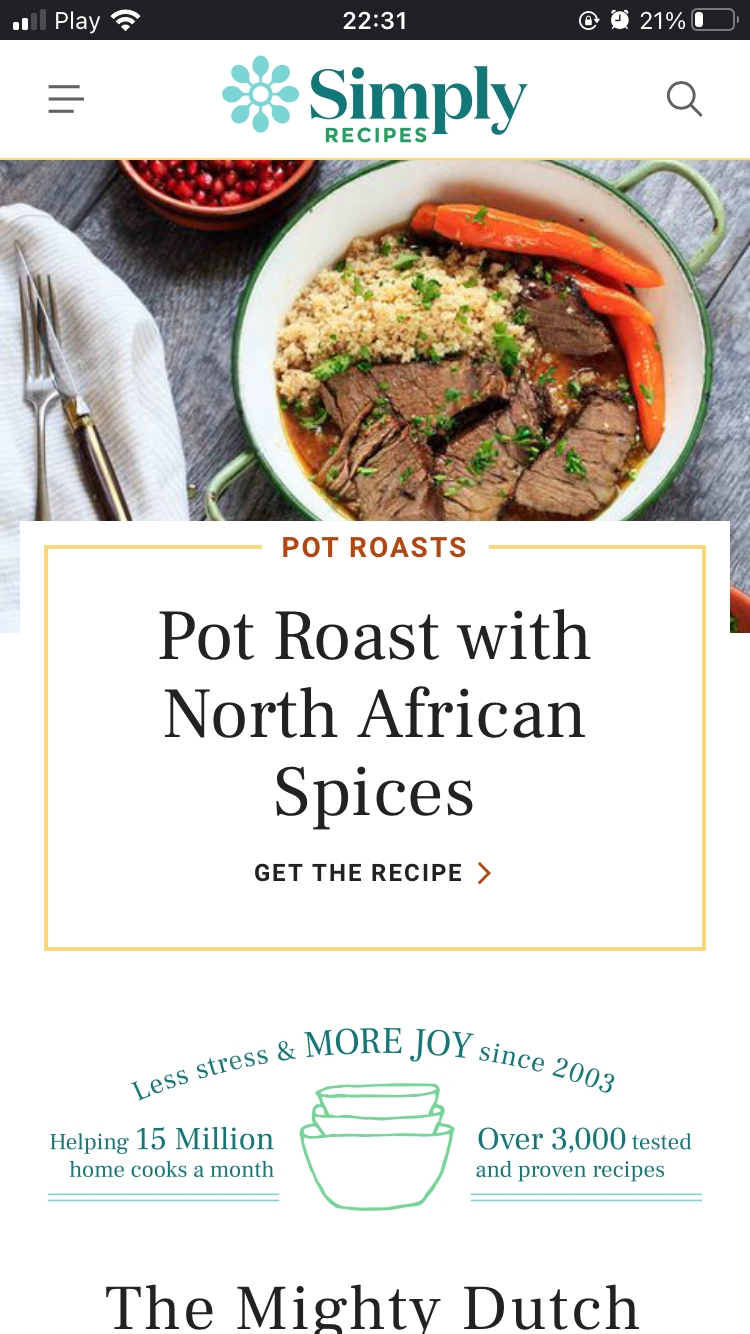 Play 22:31 21%
Simply
RECIPES
POT ROASTS
Pot Roast with
North African
Spices
GET THE RECIPE
Less stress & MORE JOY since 2003
Helping 15 Million
home cooks a month
Over 3,000 tested
and proven recipes
The Mighty Dutch